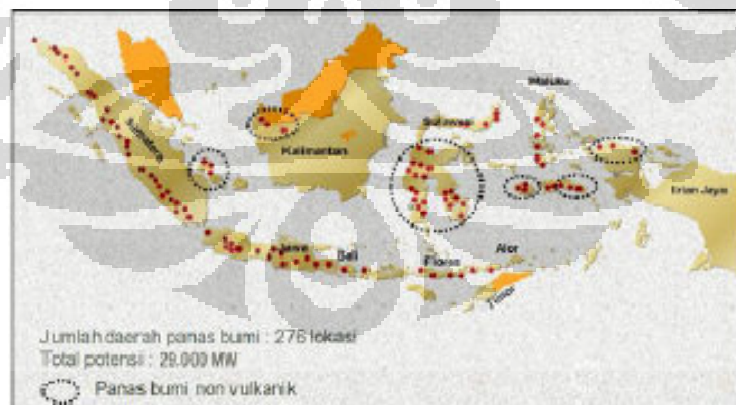 Maluku
Sulawesi
Sumatera
Kalimantan
Irian Jaya
Jawa
Bali
Flores
Alor
Timor
Jumlah daerah panas bumi : 276 lokasi
Total potensi : 29.000 MW
Panas bumi non vulkanik